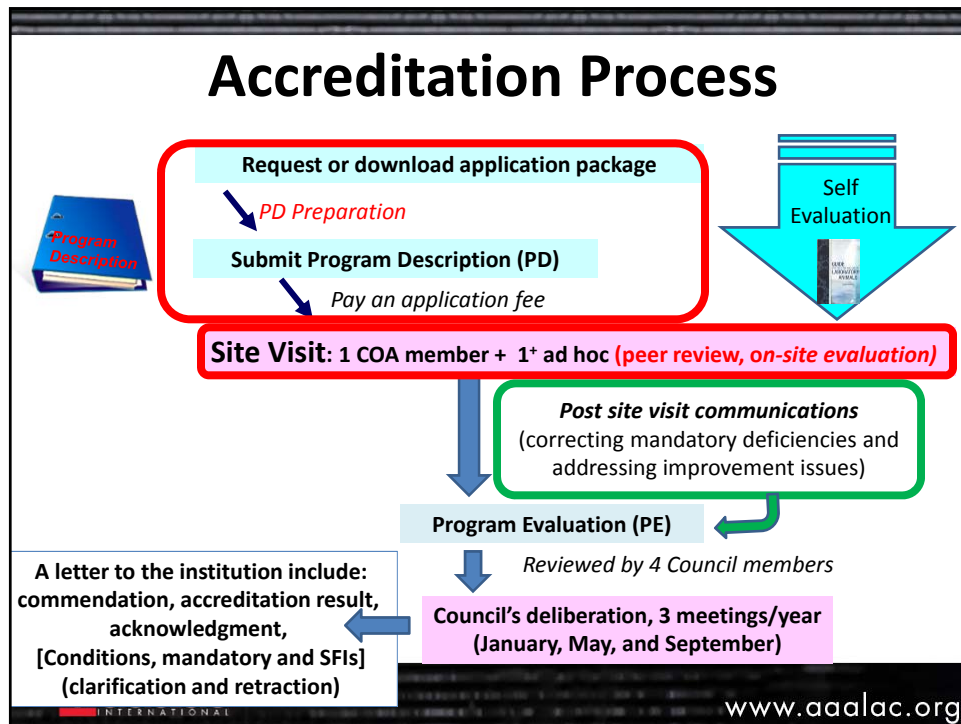 Accreditation Process
Request or download application package
PD Preparation
Submit Program Description (PD)
Pay an application fee
Program
Description
Self
Evaluation
GUIDE
LABORATORY
ANIMALS
Site Visit: 1 COA member + 1+ ad hoc (peer review, on-site evaluation)
Post site visit communications
(correcting mandatory deficiencies and
addressing improvement issues)
Program Evaluation (PE)
Reviewed by 4 Council members
Council's deliberation, 3 meetings/year
(January, May, and September)
A letter to the institution include:
commendation, accreditation result,
acknowledgment,
[Conditions, mandatory and SFIs]
(clarification and retraction)
INTERNATIONAL
www.aaalac.org